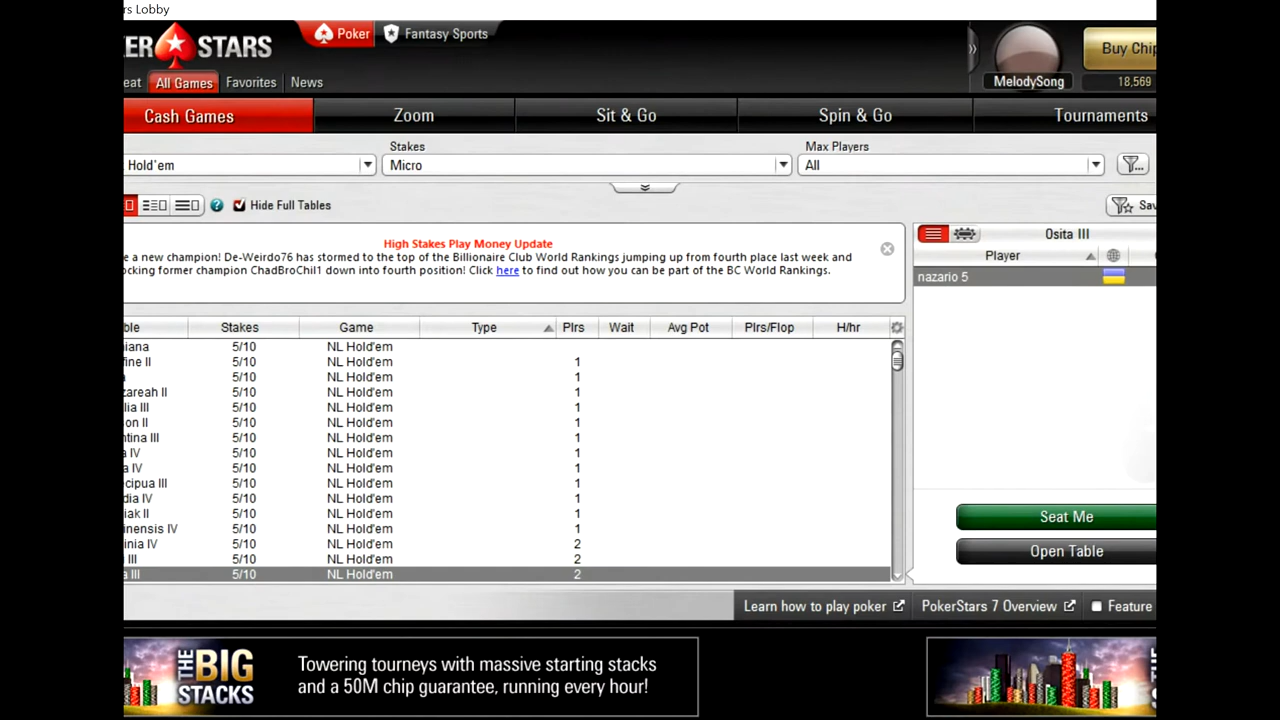 rs Lobby
ER STARS
Poker
Fantasy Sports
Buy Chip
MelodySong
18,569
eat
All Games
Favorites
News
Cash Games
Zoom
Sit & Go
Spin & Go
Tournaments
Stakes
Max Players
Hold'em
Micro
All
Hide Full Tables
Sav
High Stakes Play Money Update
e a new champion! De-Weirdo76 has stormed to the top of the Billionaire Club World Rankings jumping up from fourth place last week and
ocking former champion ChadBroChil1 down into fourth position! Click here to find out how you can be part of the BC World Rankings.
Osita III
Player
nazario 5
ble Stakes Game Type Plrs Wait Avg Pot Plrs/Flop H/hr
iana 5/10 NL Hold'em
fine II 5/10 NL Hold'em 1
5/10 NL Hold'em 1
zareah II 5/10 NL Hold'em 1
lia III 5/10 NL Hold'em 1
son II 5/10 NL Hold'em 1
ntina III 5/10 NL Hold'em 1
a IV 5/10 NL Hold'em 1
a IV 5/10 NL Hold'em 1
ecipua III 5/10 NL Hold'em 1
dia IV 5/10 NL Hold'em 1
iak II 5/10 NL Hold'em 1
inensis IV 5/10 NL Hold'em 1
inia IV 5/10 NL Hold'em 2
III 5/10 NL Hold'em 2
a III 5/10 NL Hold'em 2
Seat Me
Open Table
Learn how to play poker
PokerStars 7 Overview
Feature
THE BIG STACKS
Towering tourneys with massive starting stacks
and a 50M chip guarantee, running every hour!